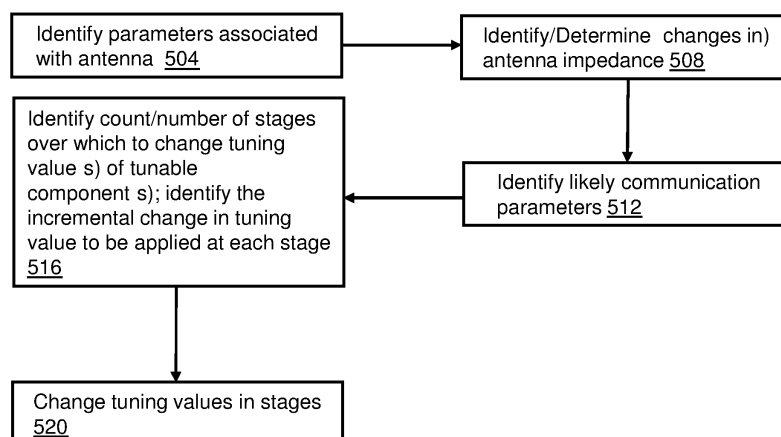 Identify parameters associated
with antenna 504
Identify/Determine changes in)
antenna impedance 508
Identify likely communication
parameters 512
Identify count/number of stages
over which to change tuning
value s) of tunable
component s); identify the
incremental change in tuning
value to be applied at each stage
516
Change tuning values in stages
520